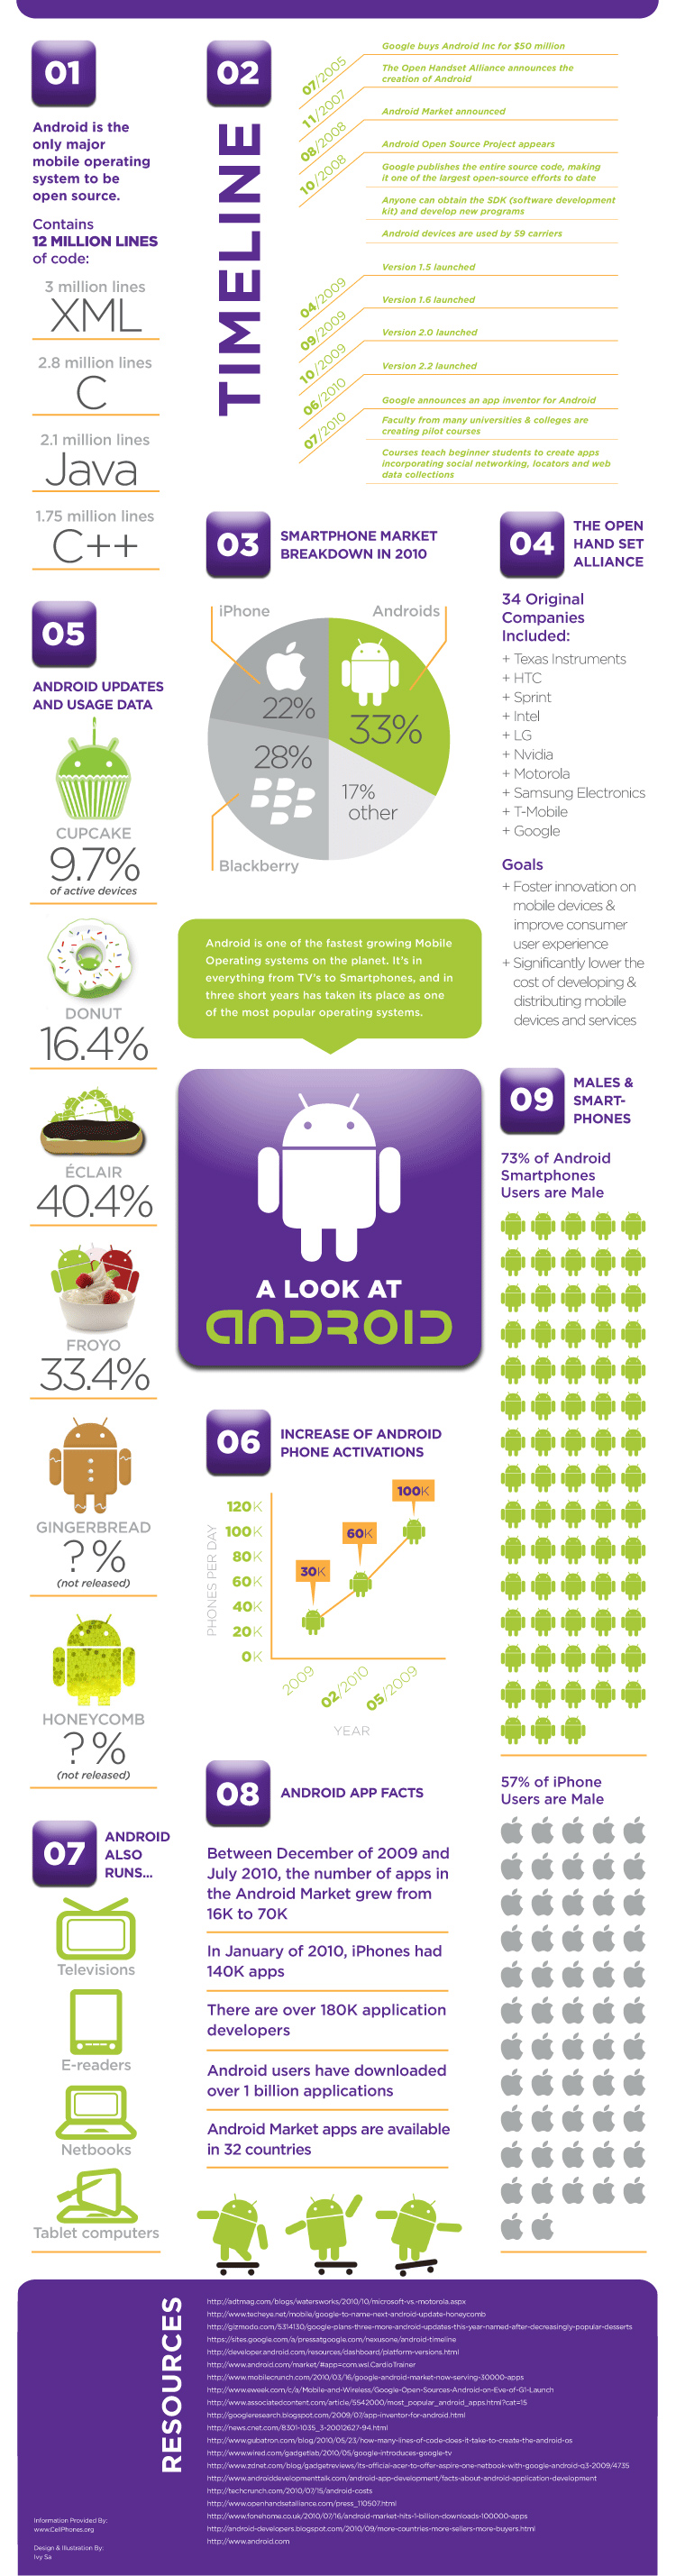 01
Android is the
only major
mobile operating
system to be
open source.
Contains
12 MILLION LINES
of code:
3 million lines
XML
2.8 million lines
C
2.1 million lines
Java
1.75 million lines
C++
02
TIMELINE
07/2005
Google buys Android Inc for $50 million
11/2007
The Open Handset Alliance announces the
creation of Android
08/2008
Android Market announced
10/2008
Android Open Source Project appears
Google publishes the entire source code, making
it one of the largest open-source efforts to date
Anyone can obtain the SDK (software development
kit) and develop new programs
Android devices are used by 59 carriers
04/2009
Version 1.5 launched
09/2009
Version 1.6 launched
10/2009
Version 2.0 launched
06/2010
Version 2.2 launched
07/2010
Google announces an app inventor for Android
Faculty from many universities & colleges are
creating pilot courses
Courses teach beginner students to create apps
incorporating social networking, locators and web
data collections
03
SMARTPHONE MARKET
BREAKDOWN IN 2010
iPhone
Androids
22%
33%
28%
17%
other
Blackberry
04
THE OPEN
HAND SET
ALLIANCE
34 Original
Companies
Included:
+ Texas Instruments
+ HTC
+ Sprint
+ Intel
+ LG
+ Nvidia
+ Motorola
+ Samsung Electronics
+ T-Mobile
+ Google
Goals
+ Foster innovation on
mobile devices &
improve consumer
user experience
+ Significantly lower the
cost of developing &
distributing mobile
devices and services
05
ANDROID UPDATES
AND USAGE DATA
CUPCAKE
9.7%
of active devices
DONUT
16.4%
ÉCLAIR
40.4%
FROYO
33.4%
GINGERBREAD
?%
(not released)
HONEYCOMB
?%
(not released)
Android is one of the fastest growing Mobile
Operating systems on the planet. It's in
everything from TV's to Smartphones, and in
three short years has taken its place as one
of the most popular operating systems.
A LOOK AT
ANDROID
06
INCREASE OF ANDROID
PHONE ACTIVATIONS
PHONES PER DAY
120K
100K
80K
60K
40K
20K
0K
30K
60K
100K
2009
02/2010
05/2009
YEAR
07
ANDROID
ALSO
RUNS...
Televisions
E-readers
Netbooks
Tablet computers
08
ANDROID APP FACTS
Between December of 2009 and
July 2010, the number of apps in
the Android Market grew from
16K to 70K
In January of 2010, iPhones had
140K apps
There are over 180K application
developers
Android users have downloaded
over 1 billion applications
Android Market apps are available
in 32 countries
09
MALES &
SMART-
PHONES
73% of Android
Smartphones
Users are Male
57% of iPhone
Users are Male
RESOURCES
http://adtmag.com/blogs/watersworks/2010/10/microsoft-vs-motorola.aspx
http://www.techeye.net/mobile/google-to-name-next-android-update-honeycomb
http://gizmodo.com/5314130/google-plans-three-more-android-updates-this-year-named-after-decreasingly-popular-desserts
https://sites.google.com/a/pressatgoogle.com/nexusone/android-timeline
http://developer.android.com/resources/dashboard/platform-versions.html
http://www.android.com/market/#app=com.wsl.CardioTrainer
http://www.mobilecrunch.com/2010/03/16/google-android-market-now-serving-30000-apps
http://www.eweek.com/c/a/Mobile-and-Wireless/Google-Open-Sources-Android-on-Eve-of-G1-Launch
http://www.associatedcontent.com/article/5542000/most_popular_android_apps.html?cat=15
http://googleresearch.blogspot.com/2009/07/app-inventor-for-android.html
http://news.cnet.com/8301-1035_3-20012627-94.html
http://www.gubatron.com/blog/2010/05/23/how-many-lines-of-code-does-it-take-to-create-the-android-os
http://www.wired.com/gadgetlab/2010/05/google-introduces-google-tv
http://www.zdnet.com/blog/gadgetreviews/its-official-acer-to-offer-aspire-one-netbook-with-google-android-q3-2009/4735
http://www.androiddevelopmenttalk.com/android-app-development/facts-about-android-application-development
http://techcrunch.com/2010/07/15/android-costs
http://www.openhandsetalliance.com/press_110507.html
http://www.fonehome.co.uk/2010/07/16/android-market-hits-1-billion-downloads-100000-apps
http://android-developers.blogspot.com/2010/09/more-countries-more-sellers-more-buyers.html
http://www.android.com
Information Provided By:
www.CellPhones.org
Design & Illustration By:
Ivy Sa